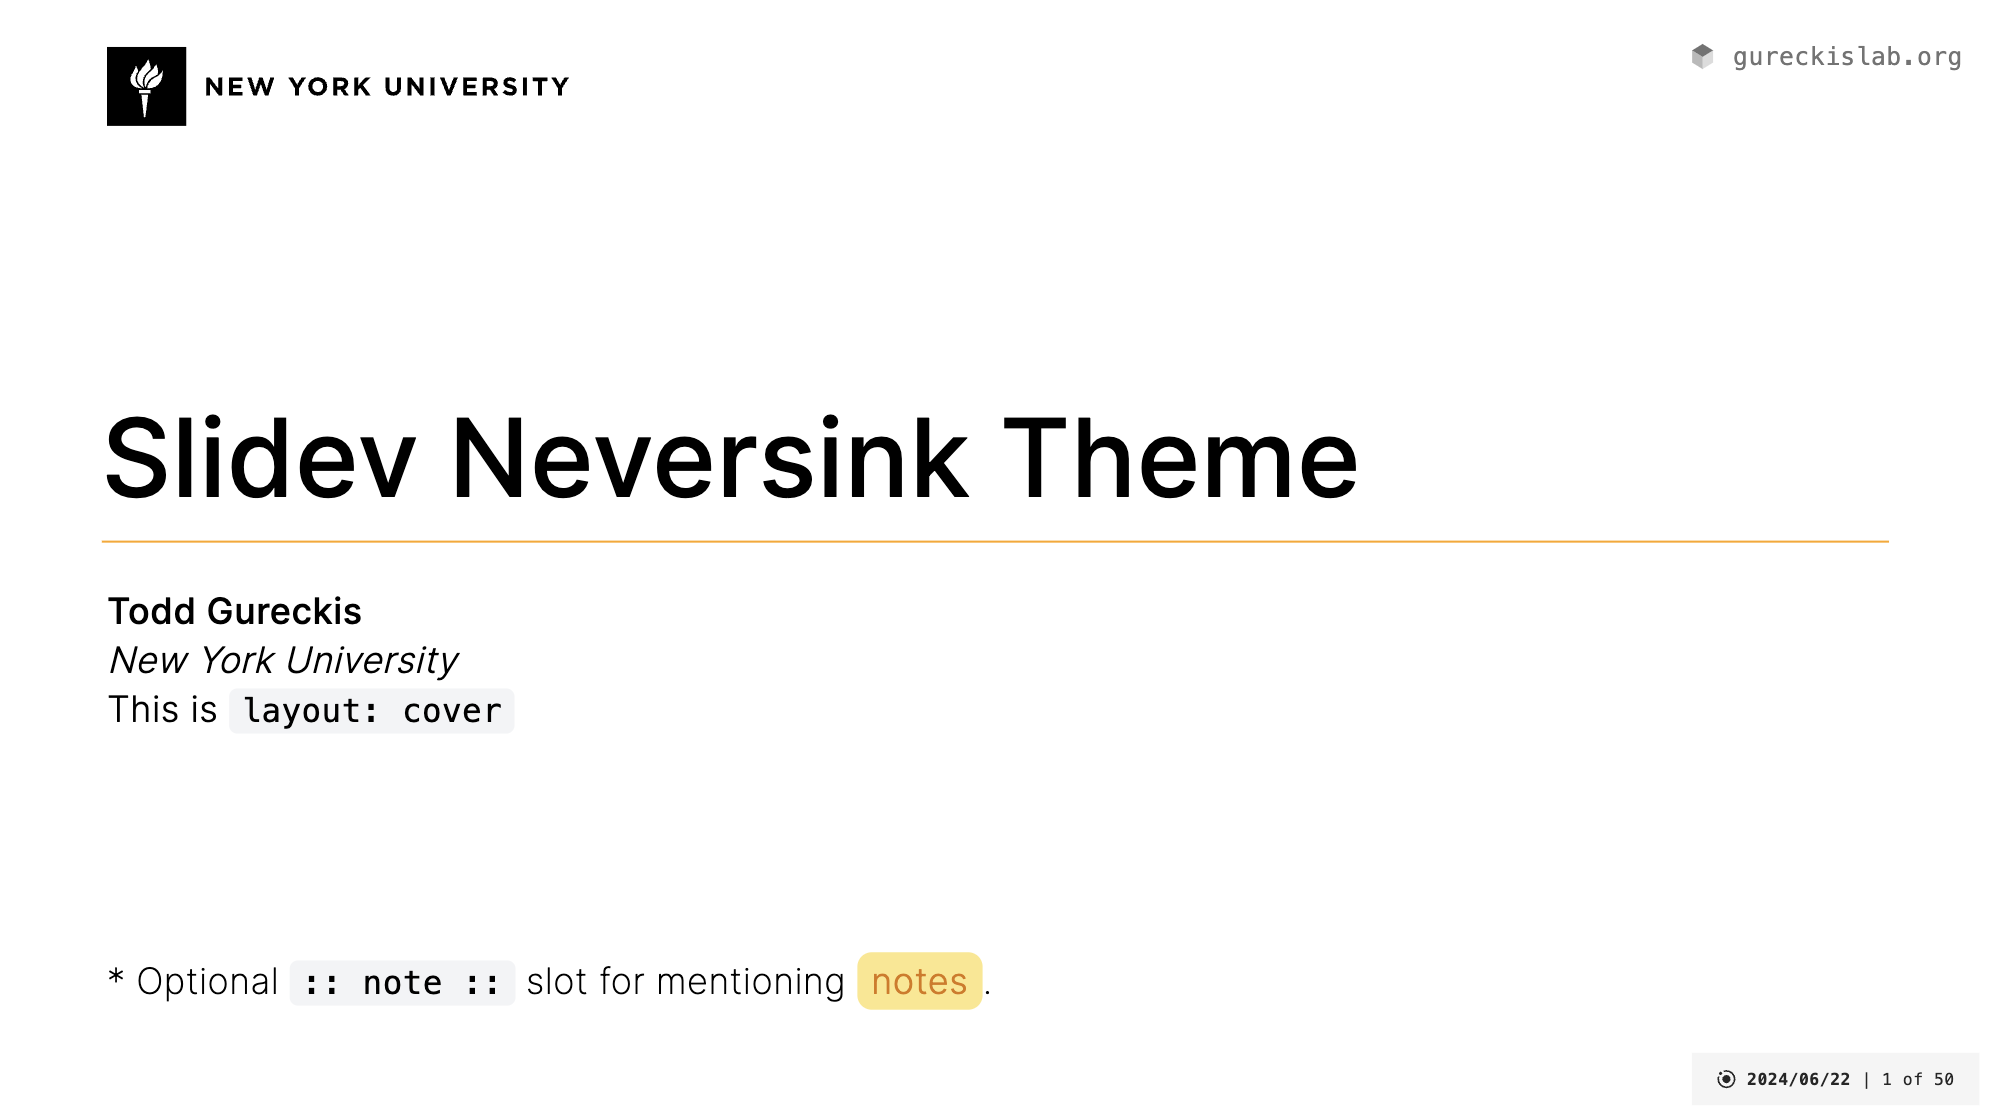 NEW YORK UNIVERSITY
gureckislab.org
Slidev Neversink Theme
Todd Gureckis
New York University
This is layout: cover
* Optional :: note :: slot for mentioning notes.
2024/06/22 | 1 of 50